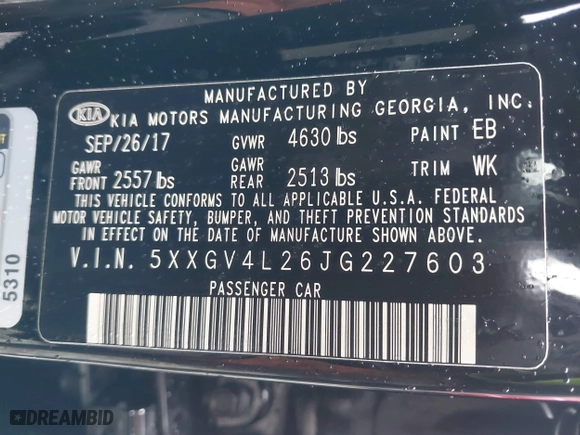 MANUFACTURED BY
KIA KIA MOTORS MANUFACTURING GEORGIA, INC.
SEP/26/17 GVWR 4630 lbs PAINT EB
GAWR FRONT 2557 lbs GAWR REAR 2513 lbs TRIM WK
THIS VEHICLE CONFORMS TO ALL APPLICABLE U.S.A. FEDERAL
MOTOR VEHICLE SAFETY, BUMPER, AND THEFT PREVENTION STANDARDS
IN EFFECT ON THE DATE OF MANUFACTURE SHOWN ABOVE.
V.I.N. 5XXGV4L26JG227603
PASSENGER CAR
5310
DREAMBID